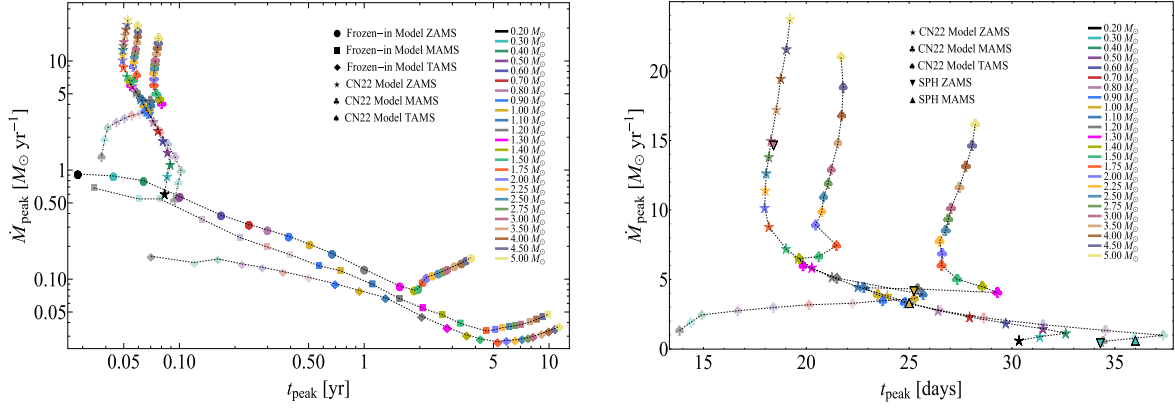 Ṁpeak [M⊙ yr⁻¹]
10
5
1
0.50
0.10
0.05
Frozen−in Model ZAMS
Frozen−in Model MAMS
Frozen−in Model TAMS
CN22 Model ZAMS
CN22 Model MAMS
CN22 Model TAMS
0.20 M⊙
0.30 M⊙
0.40 M⊙
0.50 M⊙
0.60 M⊙
0.70 M⊙
0.80 M⊙
0.90 M⊙
1.00 M⊙
1.10 M⊙
1.20 M⊙
1.30 M⊙
1.40 M⊙
1.50 M⊙
1.75 M⊙
2.00 M⊙
2.25 M⊙
2.50 M⊙
2.75 M⊙
3.00 M⊙
3.50 M⊙
4.00 M⊙
4.50 M⊙
5.00 M⊙
0.05 0.10 0.50 1 5 10
tpeak [yr]
Ṁpeak [M⊙ yr⁻¹]
20
15
10
5
0
CN22 Model ZAMS
CN22 Model MAMS
CN22 Model TAMS
SPH ZAMS
SPH MAMS
0.20 M⊙
0.30 M⊙
0.40 M⊙
0.50 M⊙
0.60 M⊙
0.70 M⊙
0.80 M⊙
0.90 M⊙
1.00 M⊙
1.10 M⊙
1.20 M⊙
1.30 M⊙
1.40 M⊙
1.50 M⊙
1.75 M⊙
2.00 M⊙
2.25 M⊙
2.50 M⊙
2.75 M⊙
3.00 M⊙
3.50 M⊙
4.00 M⊙
4.50 M⊙
5.00 M⊙
15 20 25 30 35
tpeak [days]